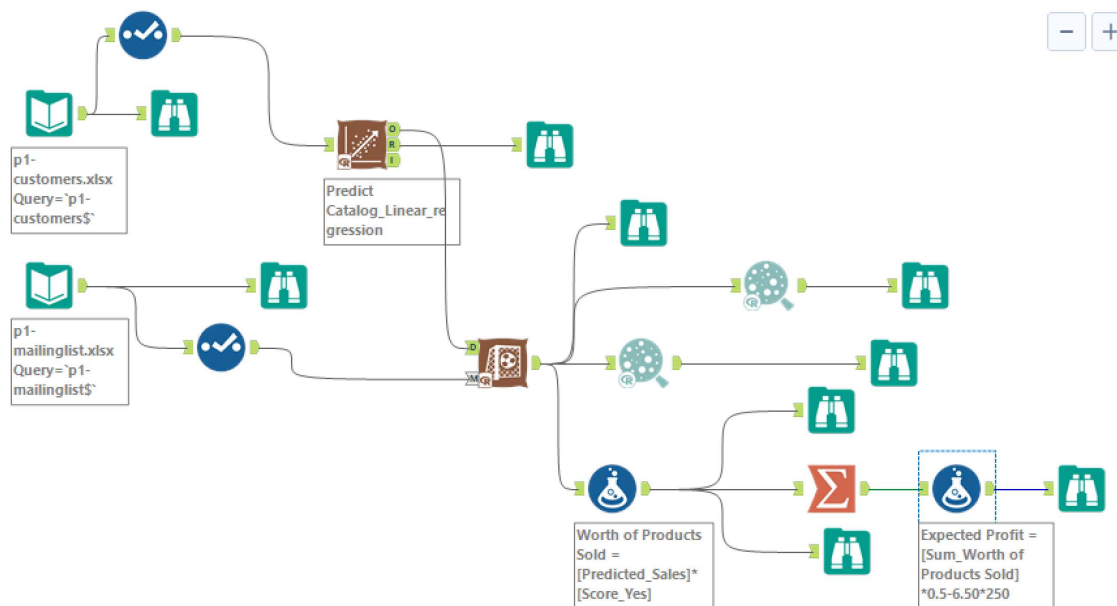 − +
p1-
customers.xlsx
Query=`p1-
customers$`
O
R
I
R
Predict
Catalog_Linear_re
gression
p1-
mailinglist.xlsx
Query=`p1-
mailinglist$`
D
M
R
R
R
Σ
Worth of Products
Sold =
[Predicted_Sales]*
[Score_Yes]
Expected Profit =
[Sum_Worth of
Products Sold]
*0.5-6.50*250